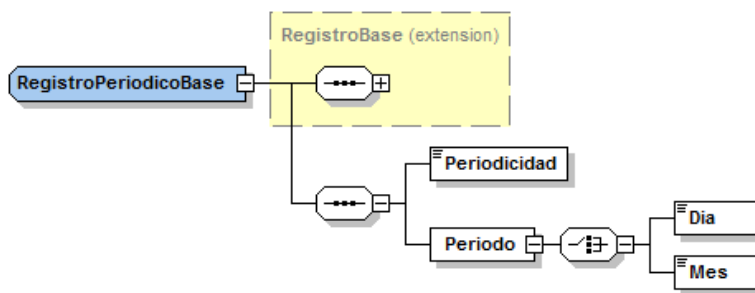 RegistroBase (extension)
RegistroPeriodicoBase
Periodicidad
Periodo
Dia
Mes